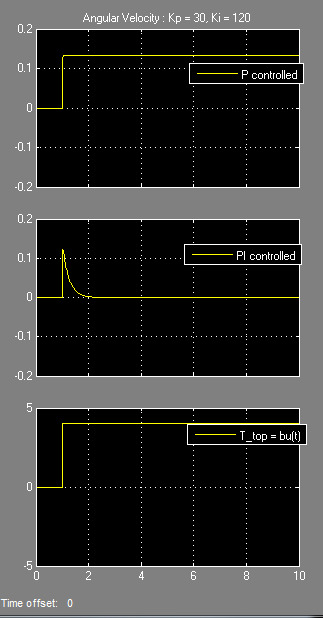 Angular Velocity : Kp = 30, Ki = 120
0.2
0.1
0
-0.1
-0.2
P controlled
0.2
0.1
0
-0.1
-0.2
PI controlled
5
0
-5
T_top = bu(t)
0 2 4 6 8 10
Time offset: 0